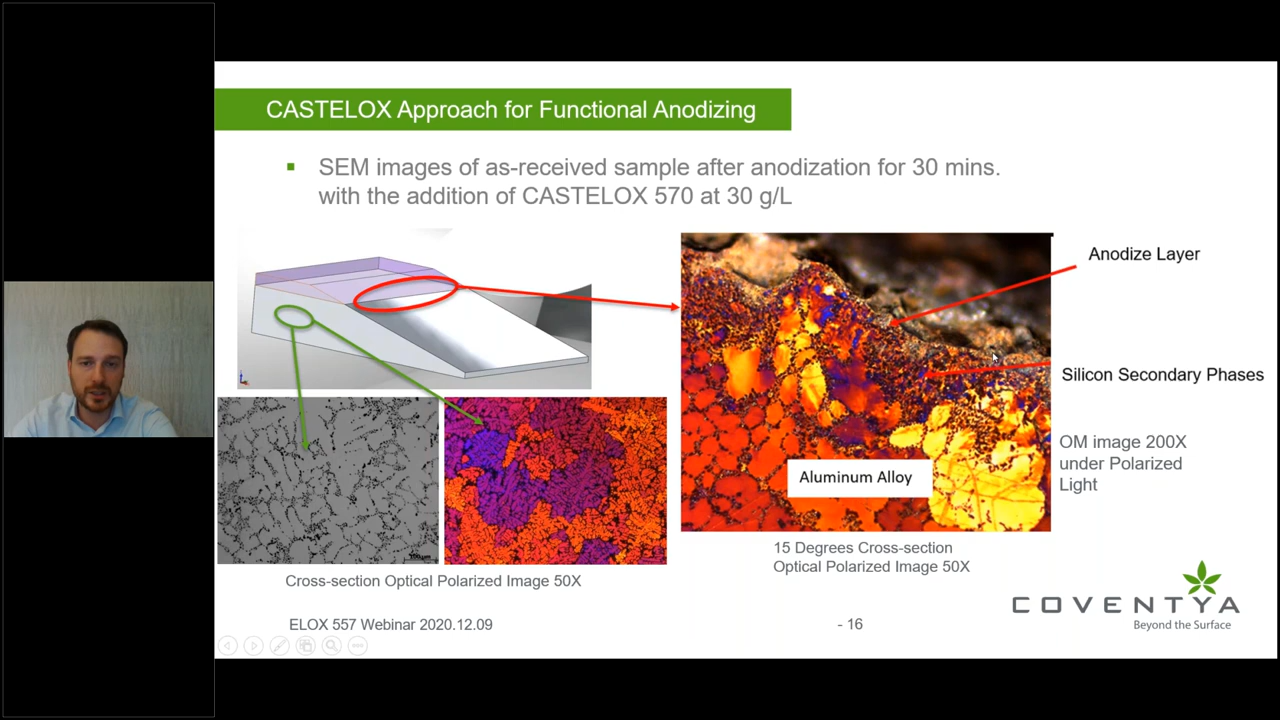 CASTELOX Approach for Functional Anodizing
SEM images of as-received sample after anodization for 30 mins.
with the addition of CASTELOX 570 at 30 g/L
Anodize Layer
Silicon Secondary Phases
OM image 200X
under Polarized
Light
Aluminum Alloy
15 Degrees Cross-section
Optical Polarized Image 50X
Cross-section Optical Polarized Image 50X
COVENTYA
Beyond the Surface
ELOX 557 Webinar 2020.12.09
- 16